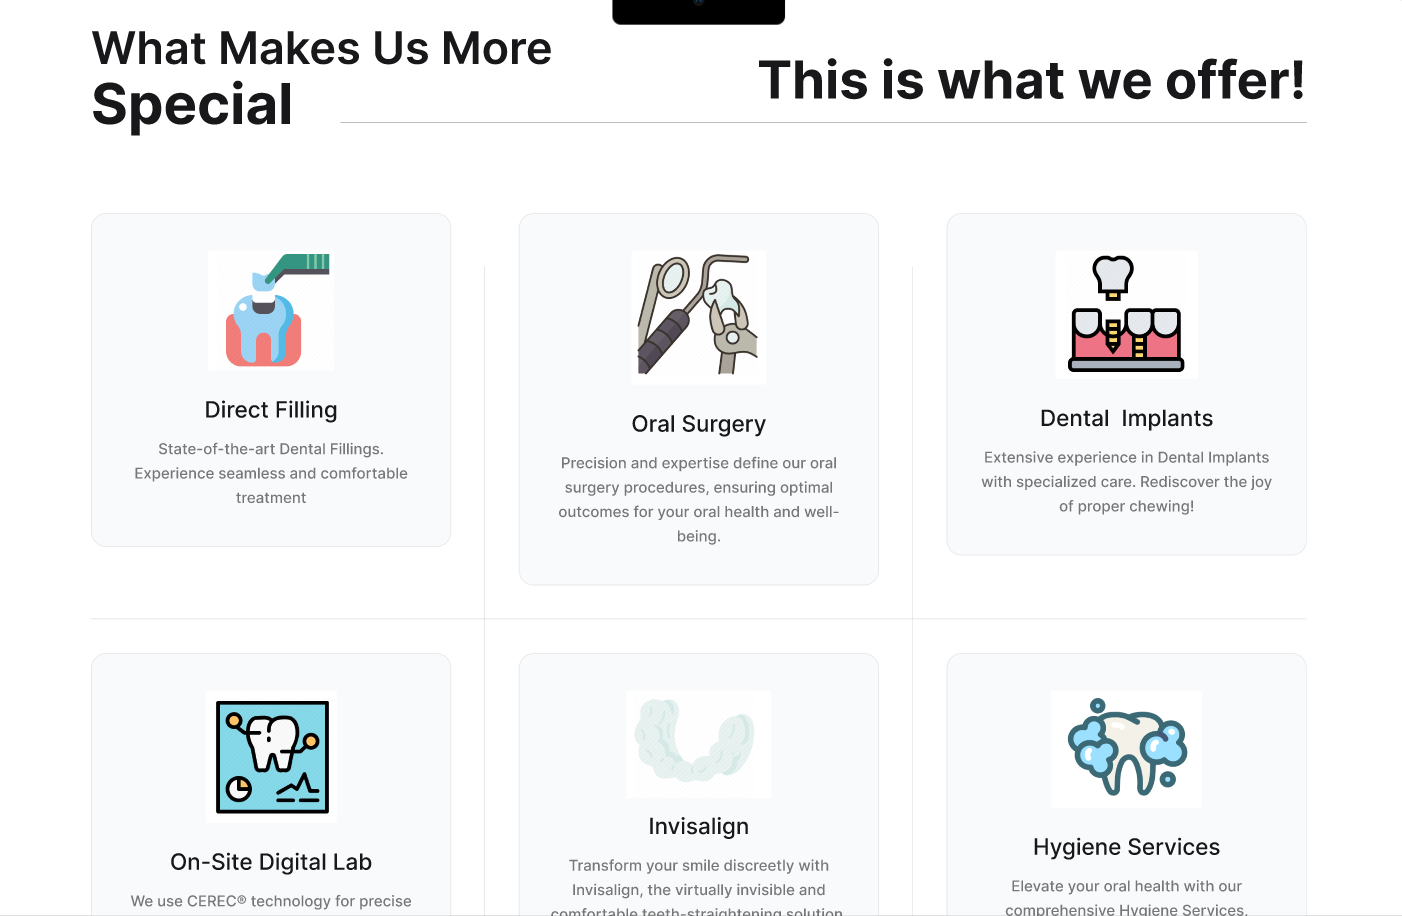 What Makes Us More
Special
This is what we offer!
Direct Filling
State-of-the-art Dental Fillings.
Experience seamless and comfortable
treatment
Oral Surgery
Precision and expertise define our oral
surgery procedures, ensuring optimal
outcomes for your oral health and well-
being.
Dental  Implants
Extensive experience in Dental Implants
with specialized care. Rediscover the joy
of proper chewing!
On-Site Digital Lab
We use CEREC® technology for precise
Invisalign
Transform your smile discreetly with
Invisalign, the virtually invisible and
comfortable teeth-straightening solution
Hygiene Services
Elevate your oral health with our
comprehensive Hygiene Services.